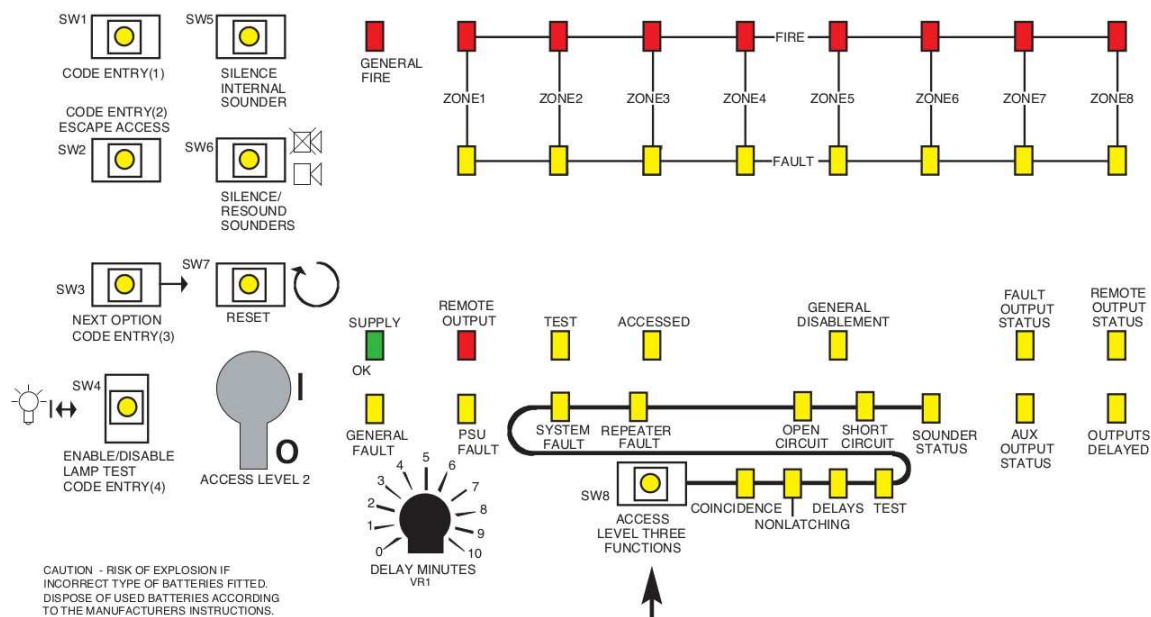 SW1
CODE ENTRY(1)
SW5
SILENCE
INTERNAL
SOUNDER
GENERAL
FIRE
FIRE
ZONE1
ZONE2
ZONE3
ZONE4
ZONE5
ZONE6
ZONE7
ZONE8
FAULT
CODE ENTRY(2)
ESCAPE ACCESS
SW2
SW6
SILENCE/
RESOUND
SOUNDERS
SW3
NEXT OPTION
CODE ENTRY(3)
SW7
RESET
SW4
ENABLE/DISABLE
LAMP TEST
CODE ENTRY(4)
I
O
ACCESS LEVEL 2
SUPPLY
OK
REMOTE
OUTPUT
TEST
ACCESSED
GENERAL
DISABLEMENT
FAULT
OUTPUT
STATUS
REMOTE
OUTPUT
STATUS
GENERAL
FAULT
PSU
FAULT
SYSTEM
FAULT
REPEATER
FAULT
OPEN
CIRCUIT
SHORT
CIRCUIT
SOUNDER
STATUS
AUX
OUTPUT
STATUS
OUTPUTS
DELAYED
0
1
2
3
4
5
6
7
8
9
10
DELAY MINUTES
VR1
SW8
ACCESS
LEVEL THREE
FUNCTIONS
COINCIDENCE
NONLATCHING
DELAYS
TEST
CAUTION - RISK OF EXPLOSION IF
INCORRECT TYPE OF BATTERIES FITTED.
DISPOSE OF USED BATTERIES ACCORDING
TO THE MANUFACTURERS INSTRUCTIONS.